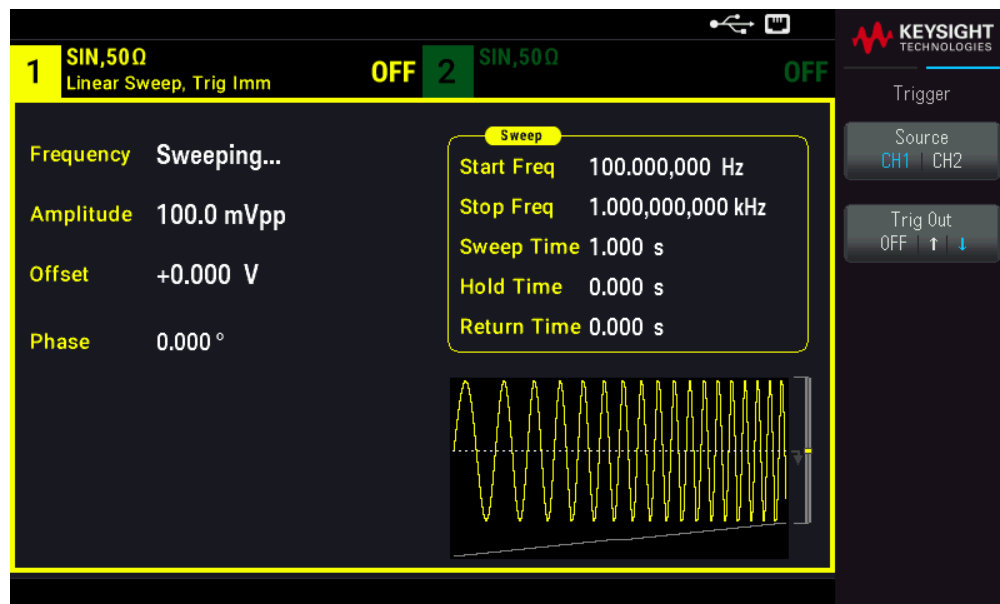 1
SIN,50Ω
Linear Sweep, Trig Imm
OFF
2
SIN,50Ω
OFF
Frequency Sweeping...
Amplitude 100.0 mVpp
Offset +0.000 V
Phase 0.000 °
Sweep
Start Freq 100.000,000 Hz
Stop Freq 1.000,000,000 kHz
Sweep Time 1.000 s
Hold Time 0.000 s
Return Time 0.000 s
KEYSIGHT
TECHNOLOGIES
Trigger
Source
CH1 CH2
Trig Out
OFF ↑ ↓